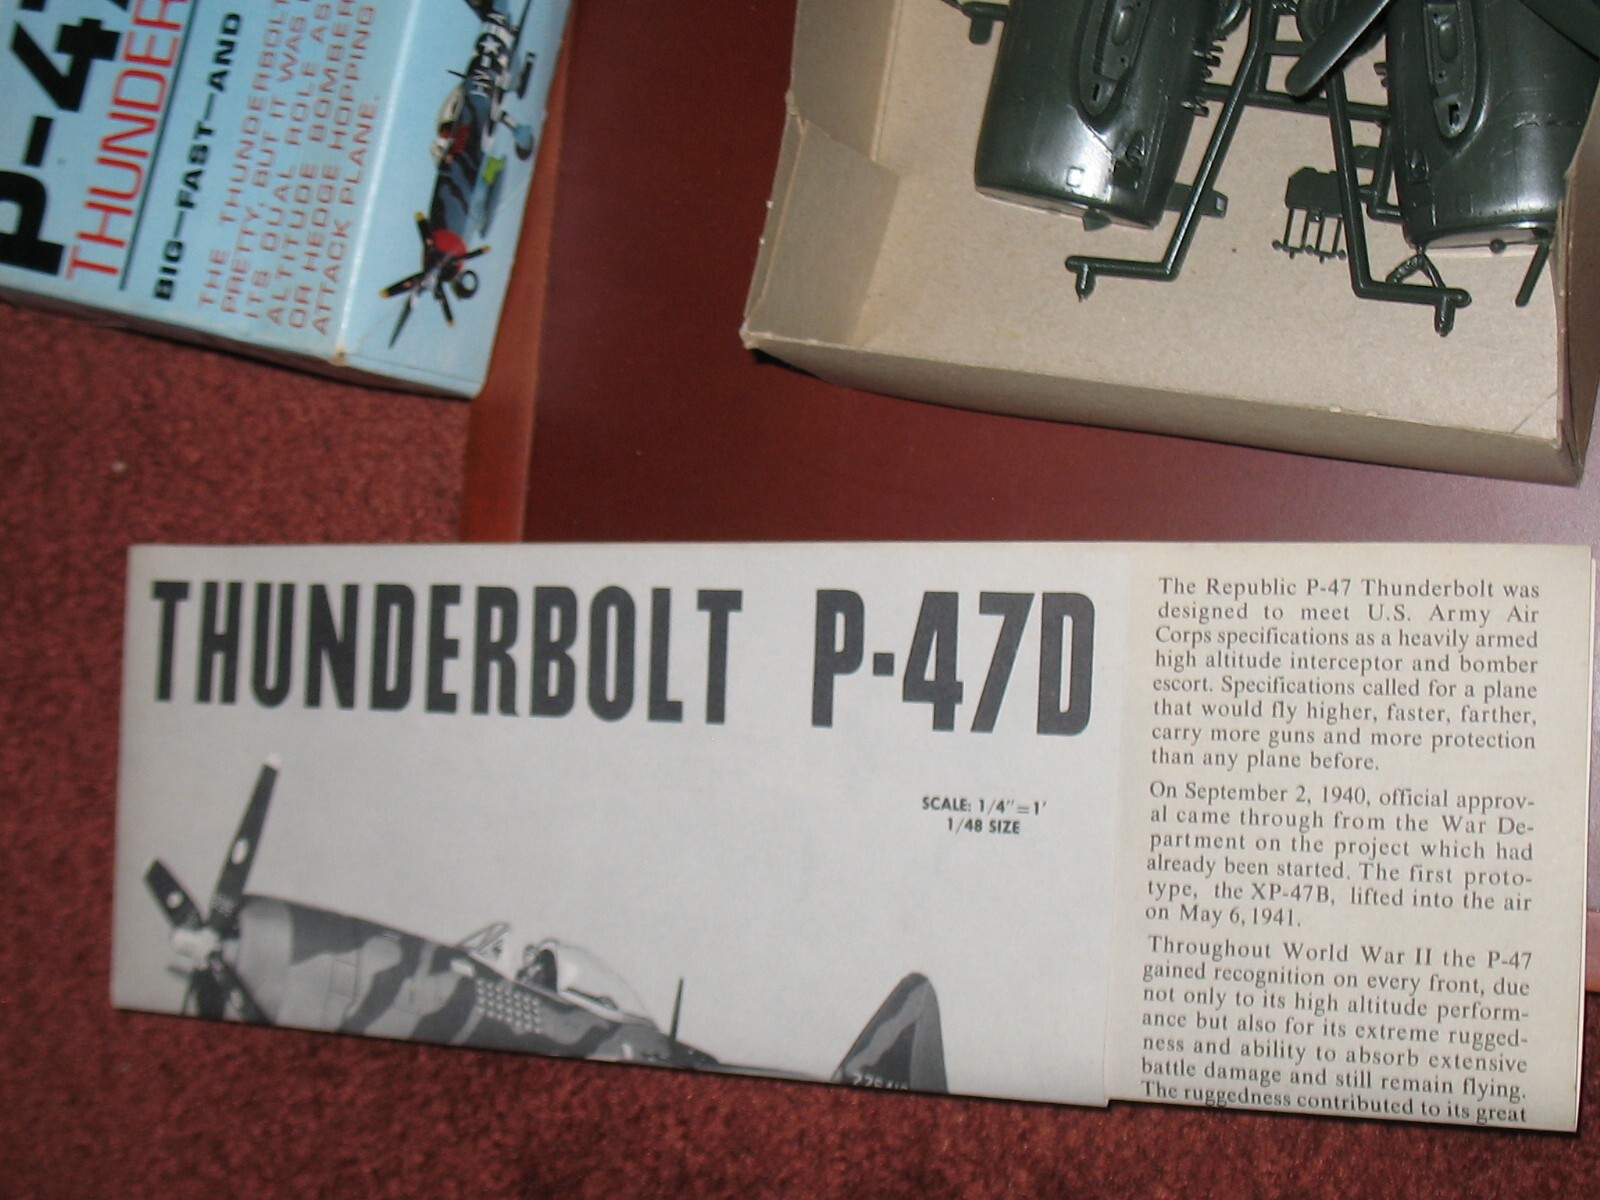 P-47
THUNDER
BIG—FAST—AND
THE THUNDERBOLT
PRETTY, BUT IT WAS
ITS DUAL ROLE AS
ALTITUDE BOMBER
OR HEDGE HOPPING
ATTACK PLANE.
THUNDERBOLT P-47D
SCALE: 1/4"=1'
1/48 SIZE
The Republic P-47 Thunderbolt was
designed to meet U.S. Army Air
Corps specifications as a heavily armed
high altitude interceptor and bomber
escort. Specifications called for a plane
that would fly higher, faster, farther,
carry more guns and more protection
than any plane before.
On September 2, 1940, official approv-
al came through from the War De-
partment on the project which had
already been started. The first proto-
type, the XP-47B, lifted into the air
on May 6, 1941.
Throughout World War II the P-47
gained recognition on every front, due
not only to its high altitude perform-
ance but also for its extreme rugged-
ness and ability to absorb extensive
battle damage and still remain flying.
The ruggedness contributed to its great